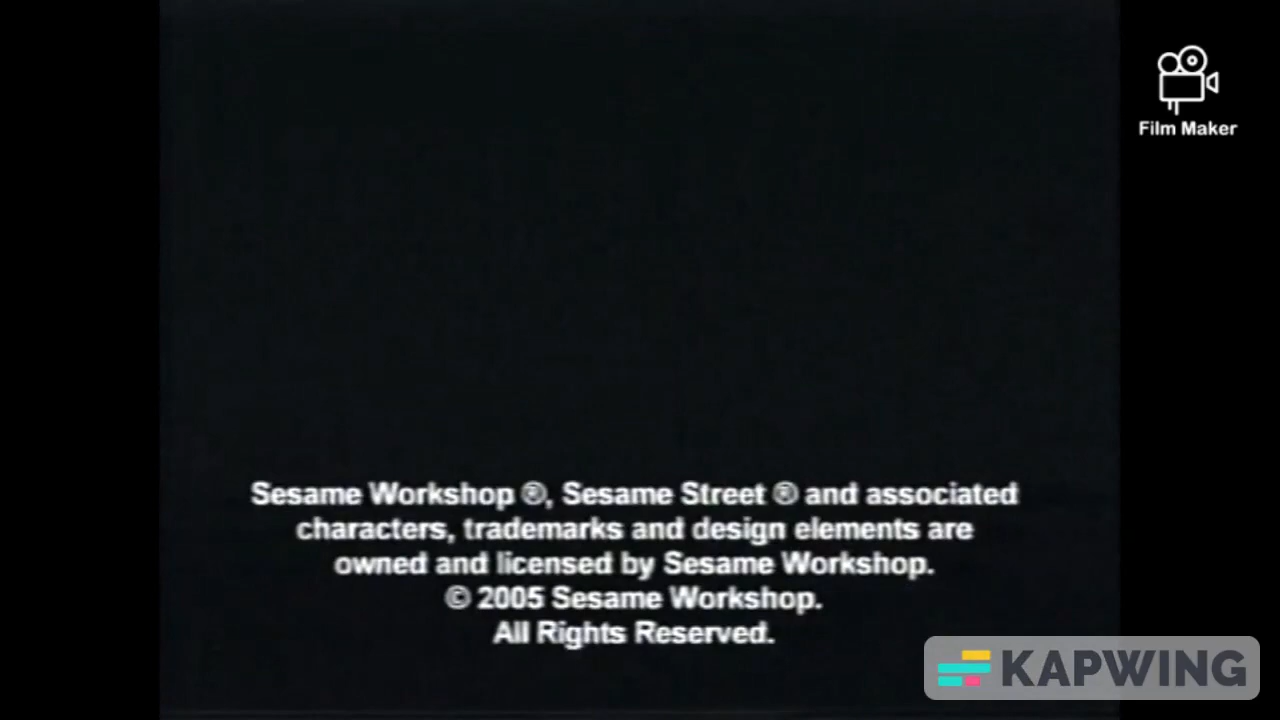 Film Maker
Sesame Workshop ®, Sesame Street ® and associated
characters, trademarks and design elements are
owned and licensed by Sesame Workshop.
© 2005 Sesame Workshop.
All Rights Reserved.
KAPWING